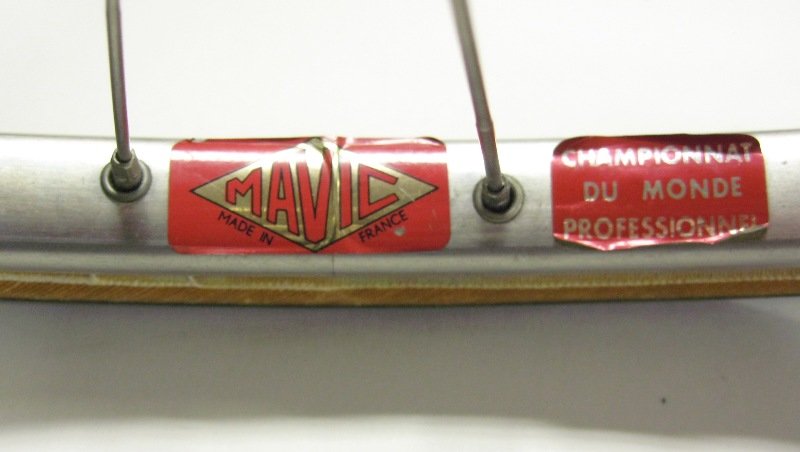 MAVIC
MADE IN FRANCE
CHAMPIONNAT
DU MONDE
PROFESSIONNEL